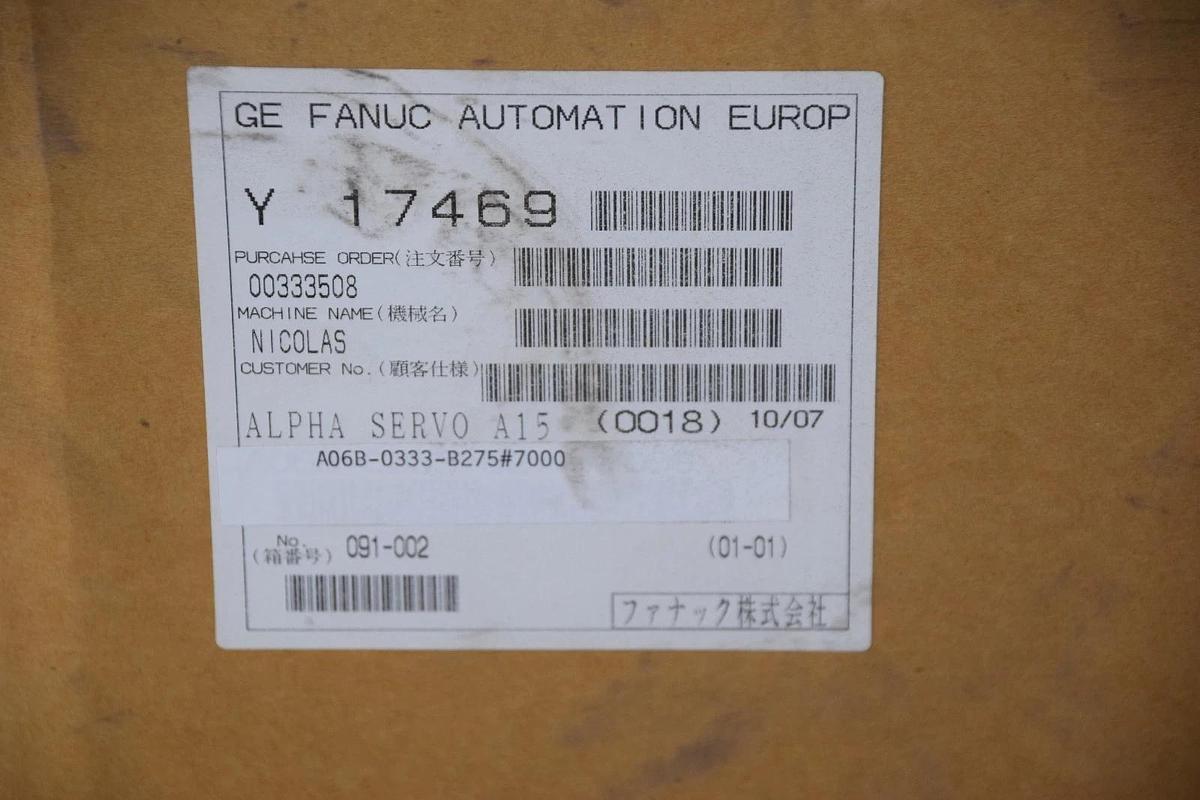 GE FANUC AUTOMATION EUROP
Y 17469
PURCAHSE ORDER(注文番号)
00333508
MACHINE NAME(機械名)
NICOLAS
CUSTOMER No.(顧客仕様)
ALPHA SERVO A15 (0018) 10/07
A06B-0333-B275#7000
No.
(箱番号) 091-002 (01-01)
ファナック株式会社